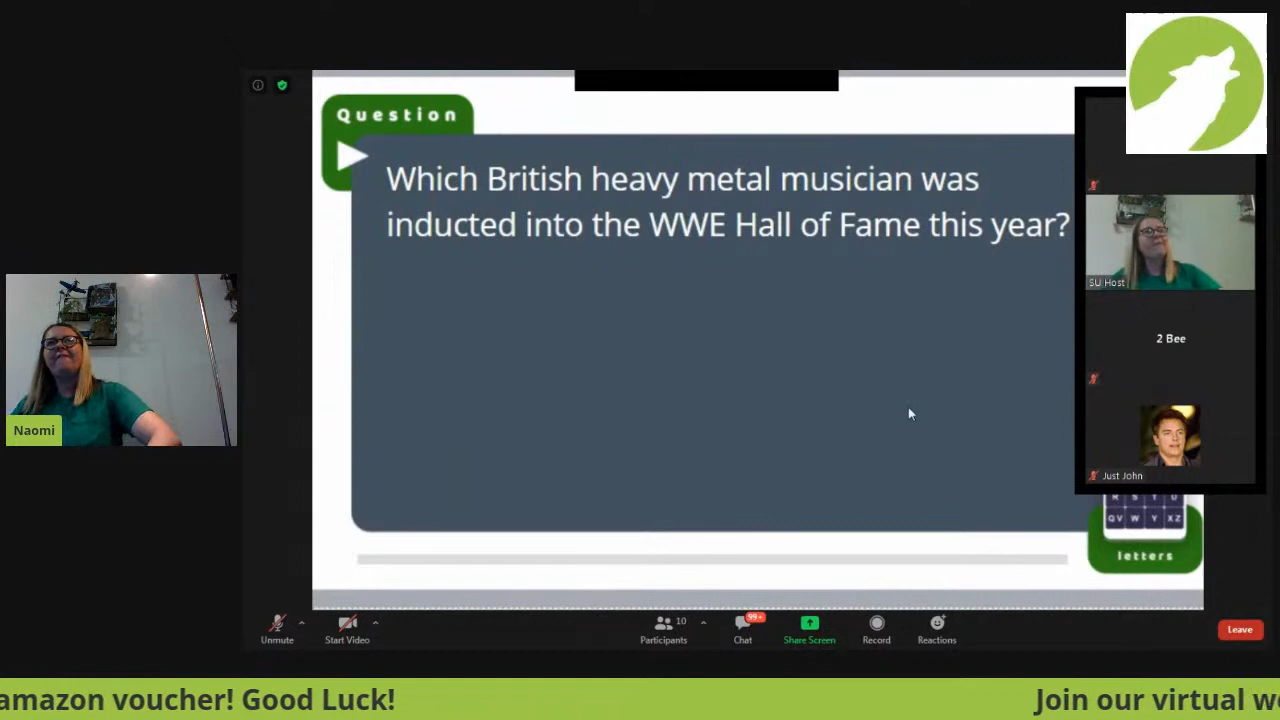 Question
Which British heavy metal musician was
inducted into the WWE Hall of Fame this year?
SU Host
2 Bee
Just John
Naomi
R S T U
QV W Y XZ
letters
Unmute
Start Video
10
Participants
99+
Chat
Share Screen
Record
Reactions
Leave
amazon voucher! Good Luck!
Join our virtual